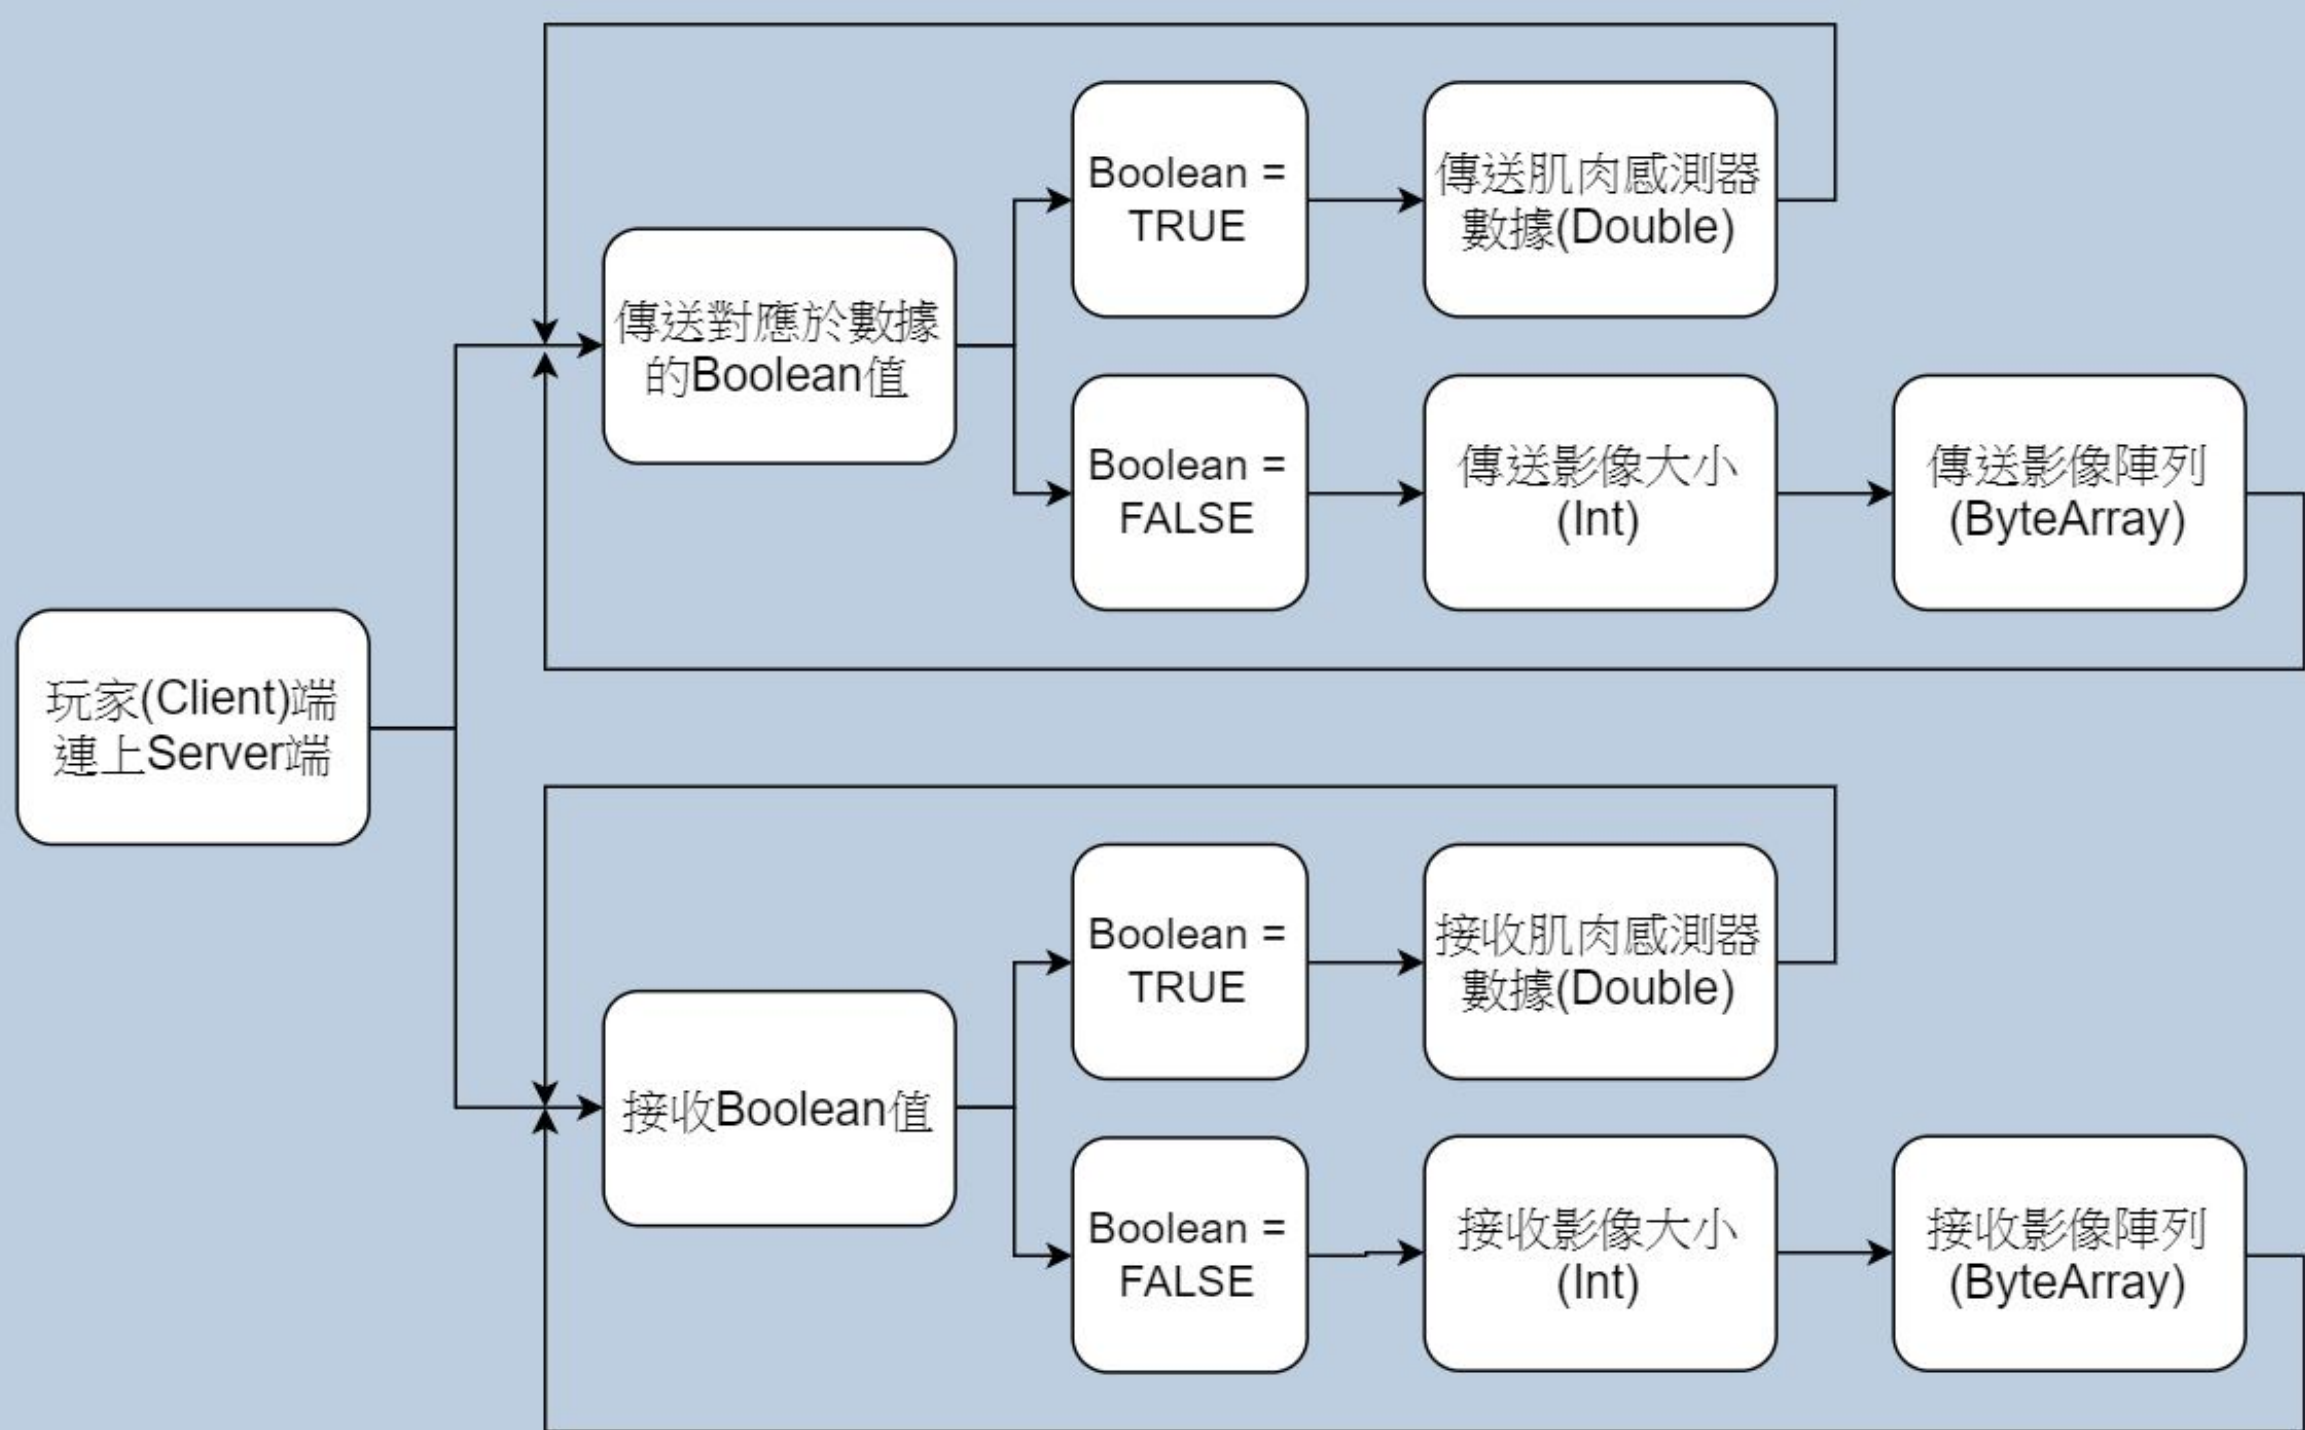 玩家(Client)端
連上Server端
傳送對應於數據
的Boolean值
Boolean =
TRUE
傳送肌肉感測器
數據(Double)
Boolean =
FALSE
傳送影像大小
(Int)
傳送影像陣列
(ByteArray)
接收Boolean值
Boolean =
TRUE
接收肌肉感測器
數據(Double)
Boolean =
FALSE
接收影像大小
(Int)
接收影像陣列
(ByteArray)